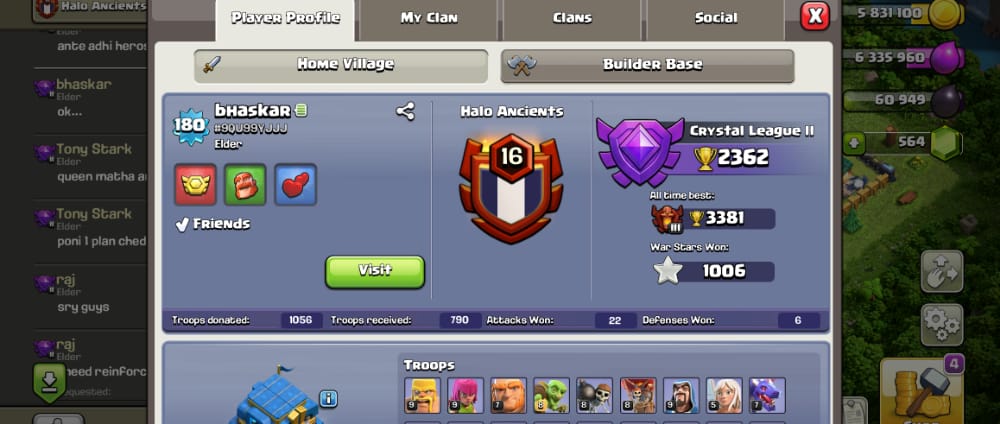 Halo Ancients
Player Profile
My Clan
Clans
Social
X
5 831 100
ante adhi heros
Home Village
Builder Base
6 335 960
bhaskar
Elder
ok...
180
bhaskar
#9QU99YJJJ
Elder
Halo Ancients
16
Crystal League II
2362
60 949
564
Tony Stark
Elder
queen matha a
All time best:
III
3381
Friends
Tony Stark
Elder
poni 1 plan ched
War Stars Won:
1006
Visit
raj
Elder
sry guys
Troops donated: 1056
Troops received: 790
Attacks Won: 22
Defenses Won: 6
raj
Elder
need reinforc
equested:
Troops
i
4
9 9 7 8 8 8 9 5 7